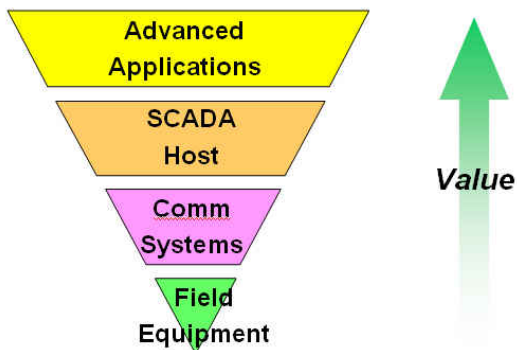 Advanced
Applications
SCADA
Host
Value
Comm
Systems
Field
Equipment